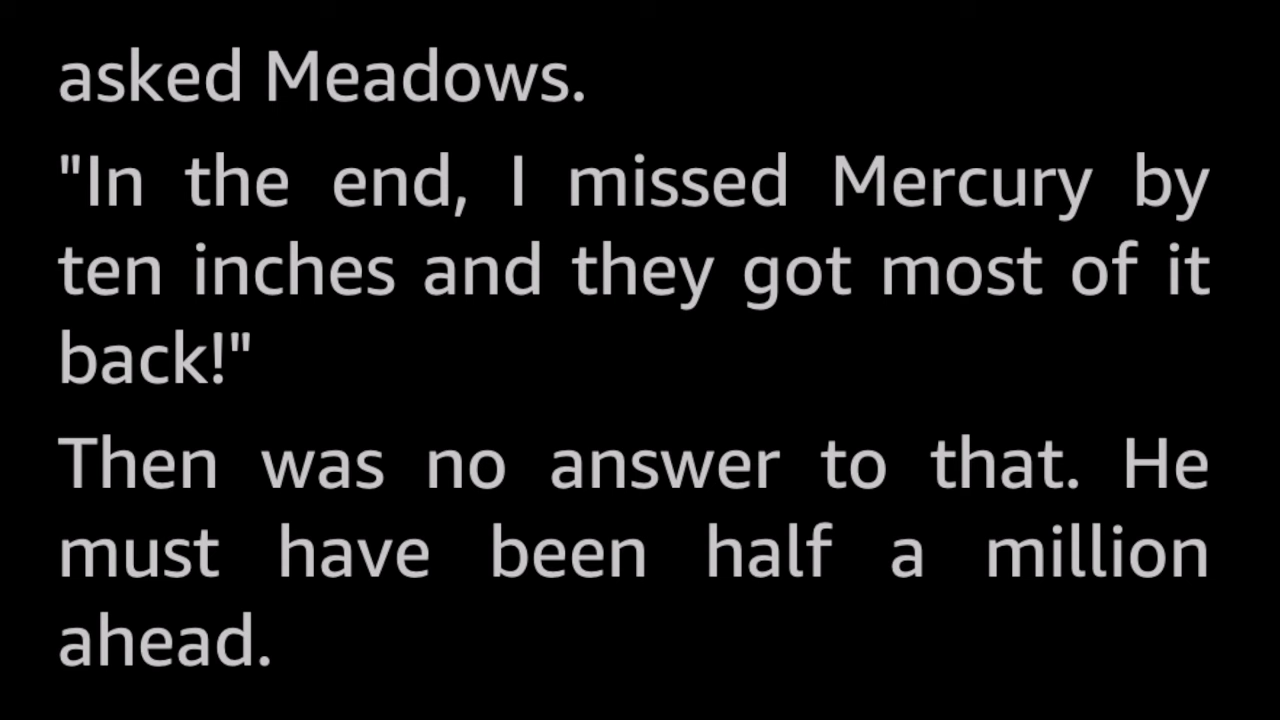 asked Meadows.
"In the end, I missed Mercury by
ten inches and they got most of it
back!"
Then was no answer to that. He
must have been half a million
ahead.